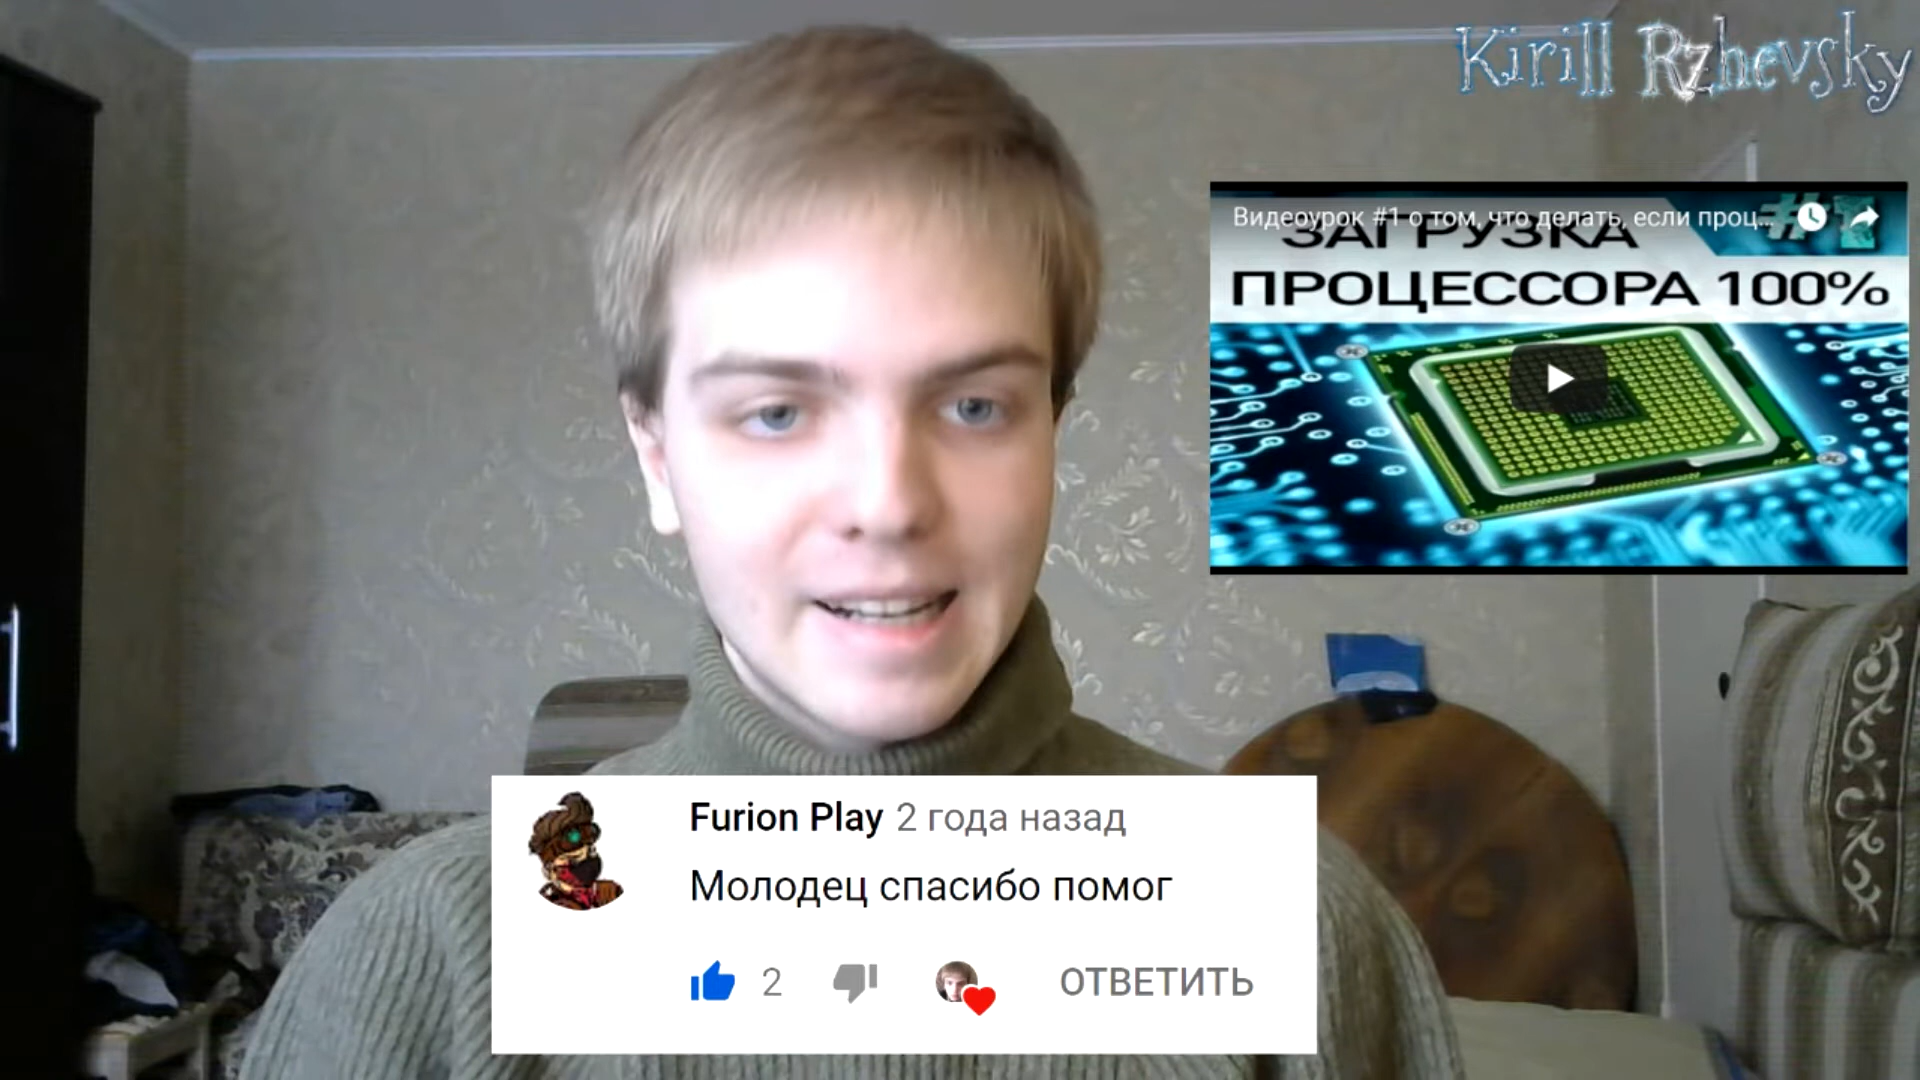 Kirill Rzhevsky
Видеоурок #1 о том, что делать, если проц...
#1
ЗАГРУЗКА
ПРОЦЕССОРА 100%
Furion Play 2 года назад
Молодец спасибо помог
2
ОТВЕТИТЬ